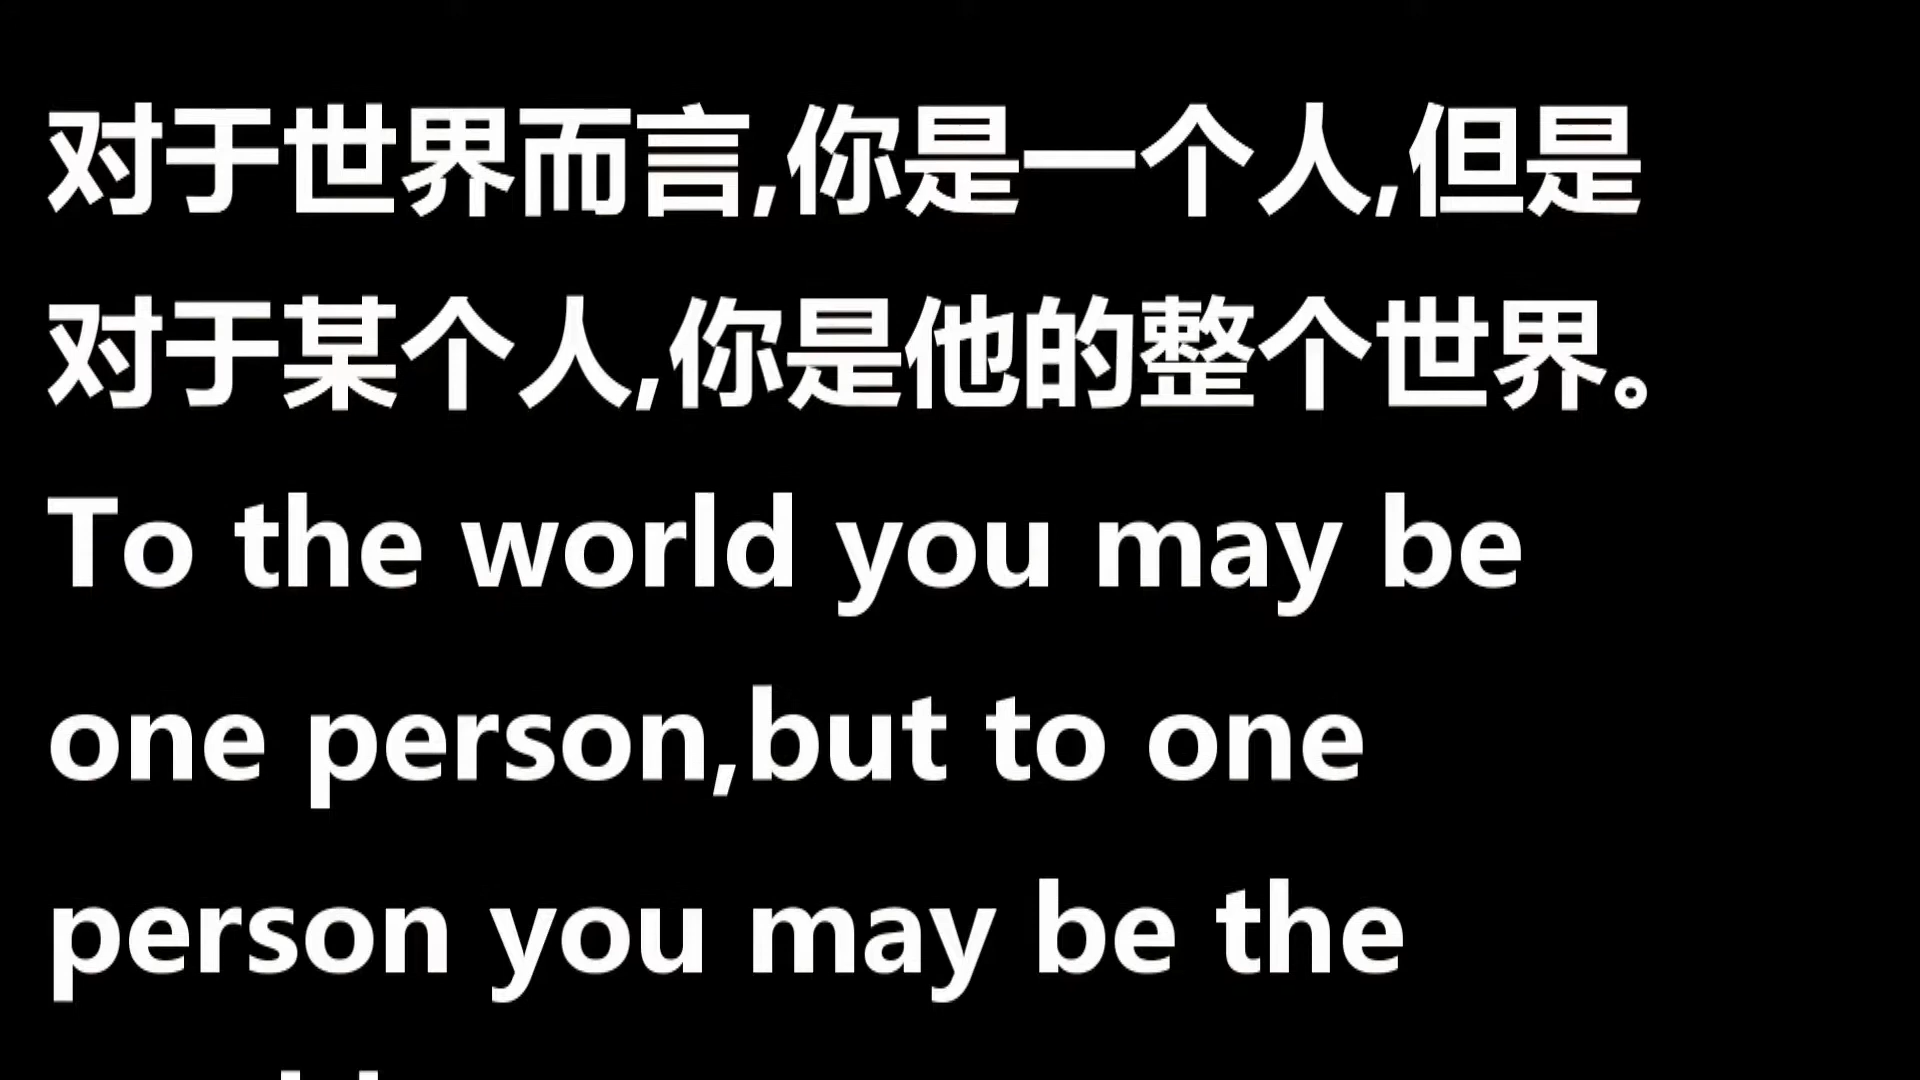 对于世界而言,你是一个人,但是
对于某个人,你是他的整个世界。
To the world you may be
one person,but to one
person you may be the